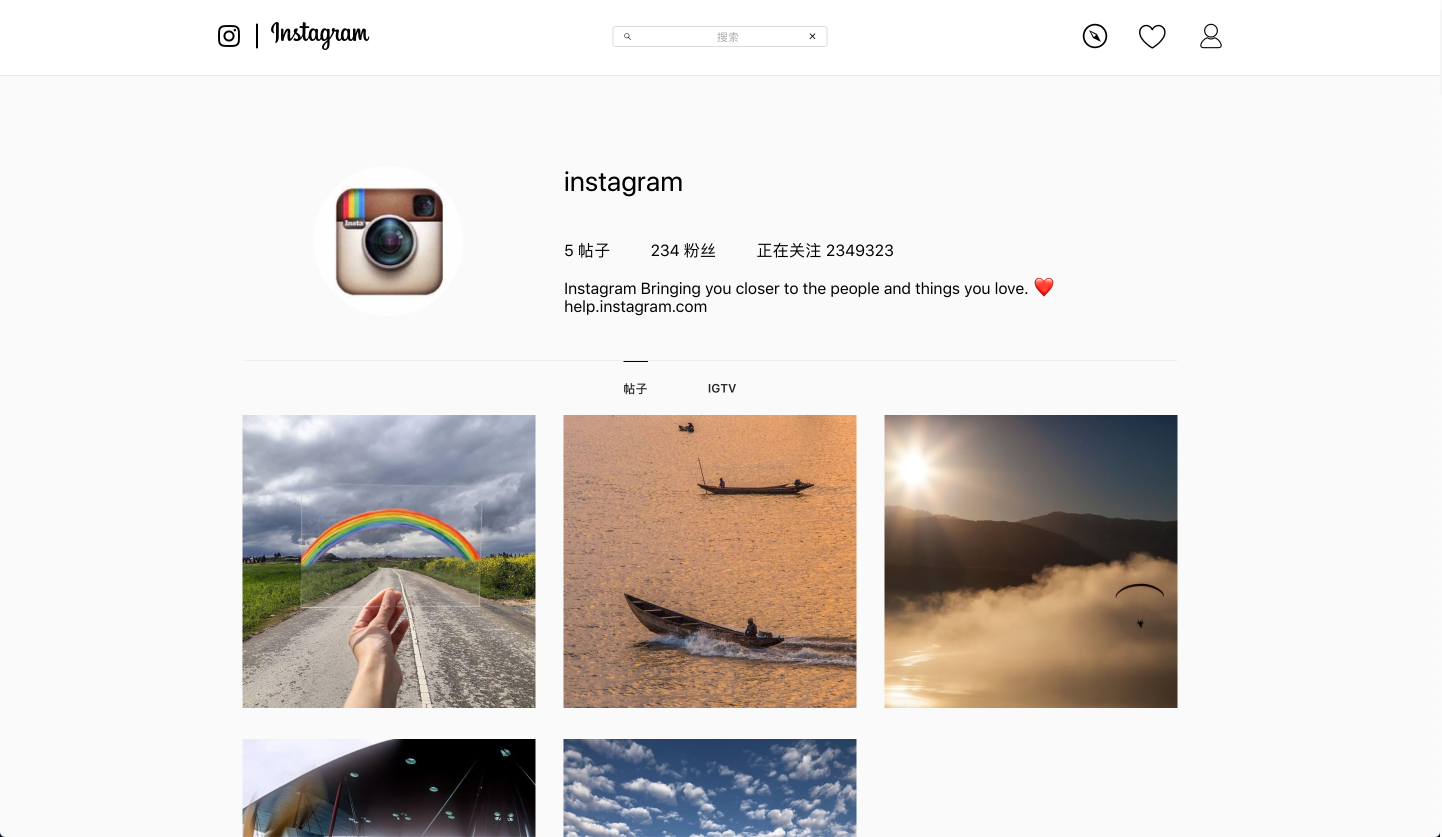 Instagram
搜索
instagram
5 帖子 234 粉丝 正在关注 2349323
Instagram Bringing you closer to the people and things you love. ❤️
help.instagram.com
Insta
帖子 IGTV